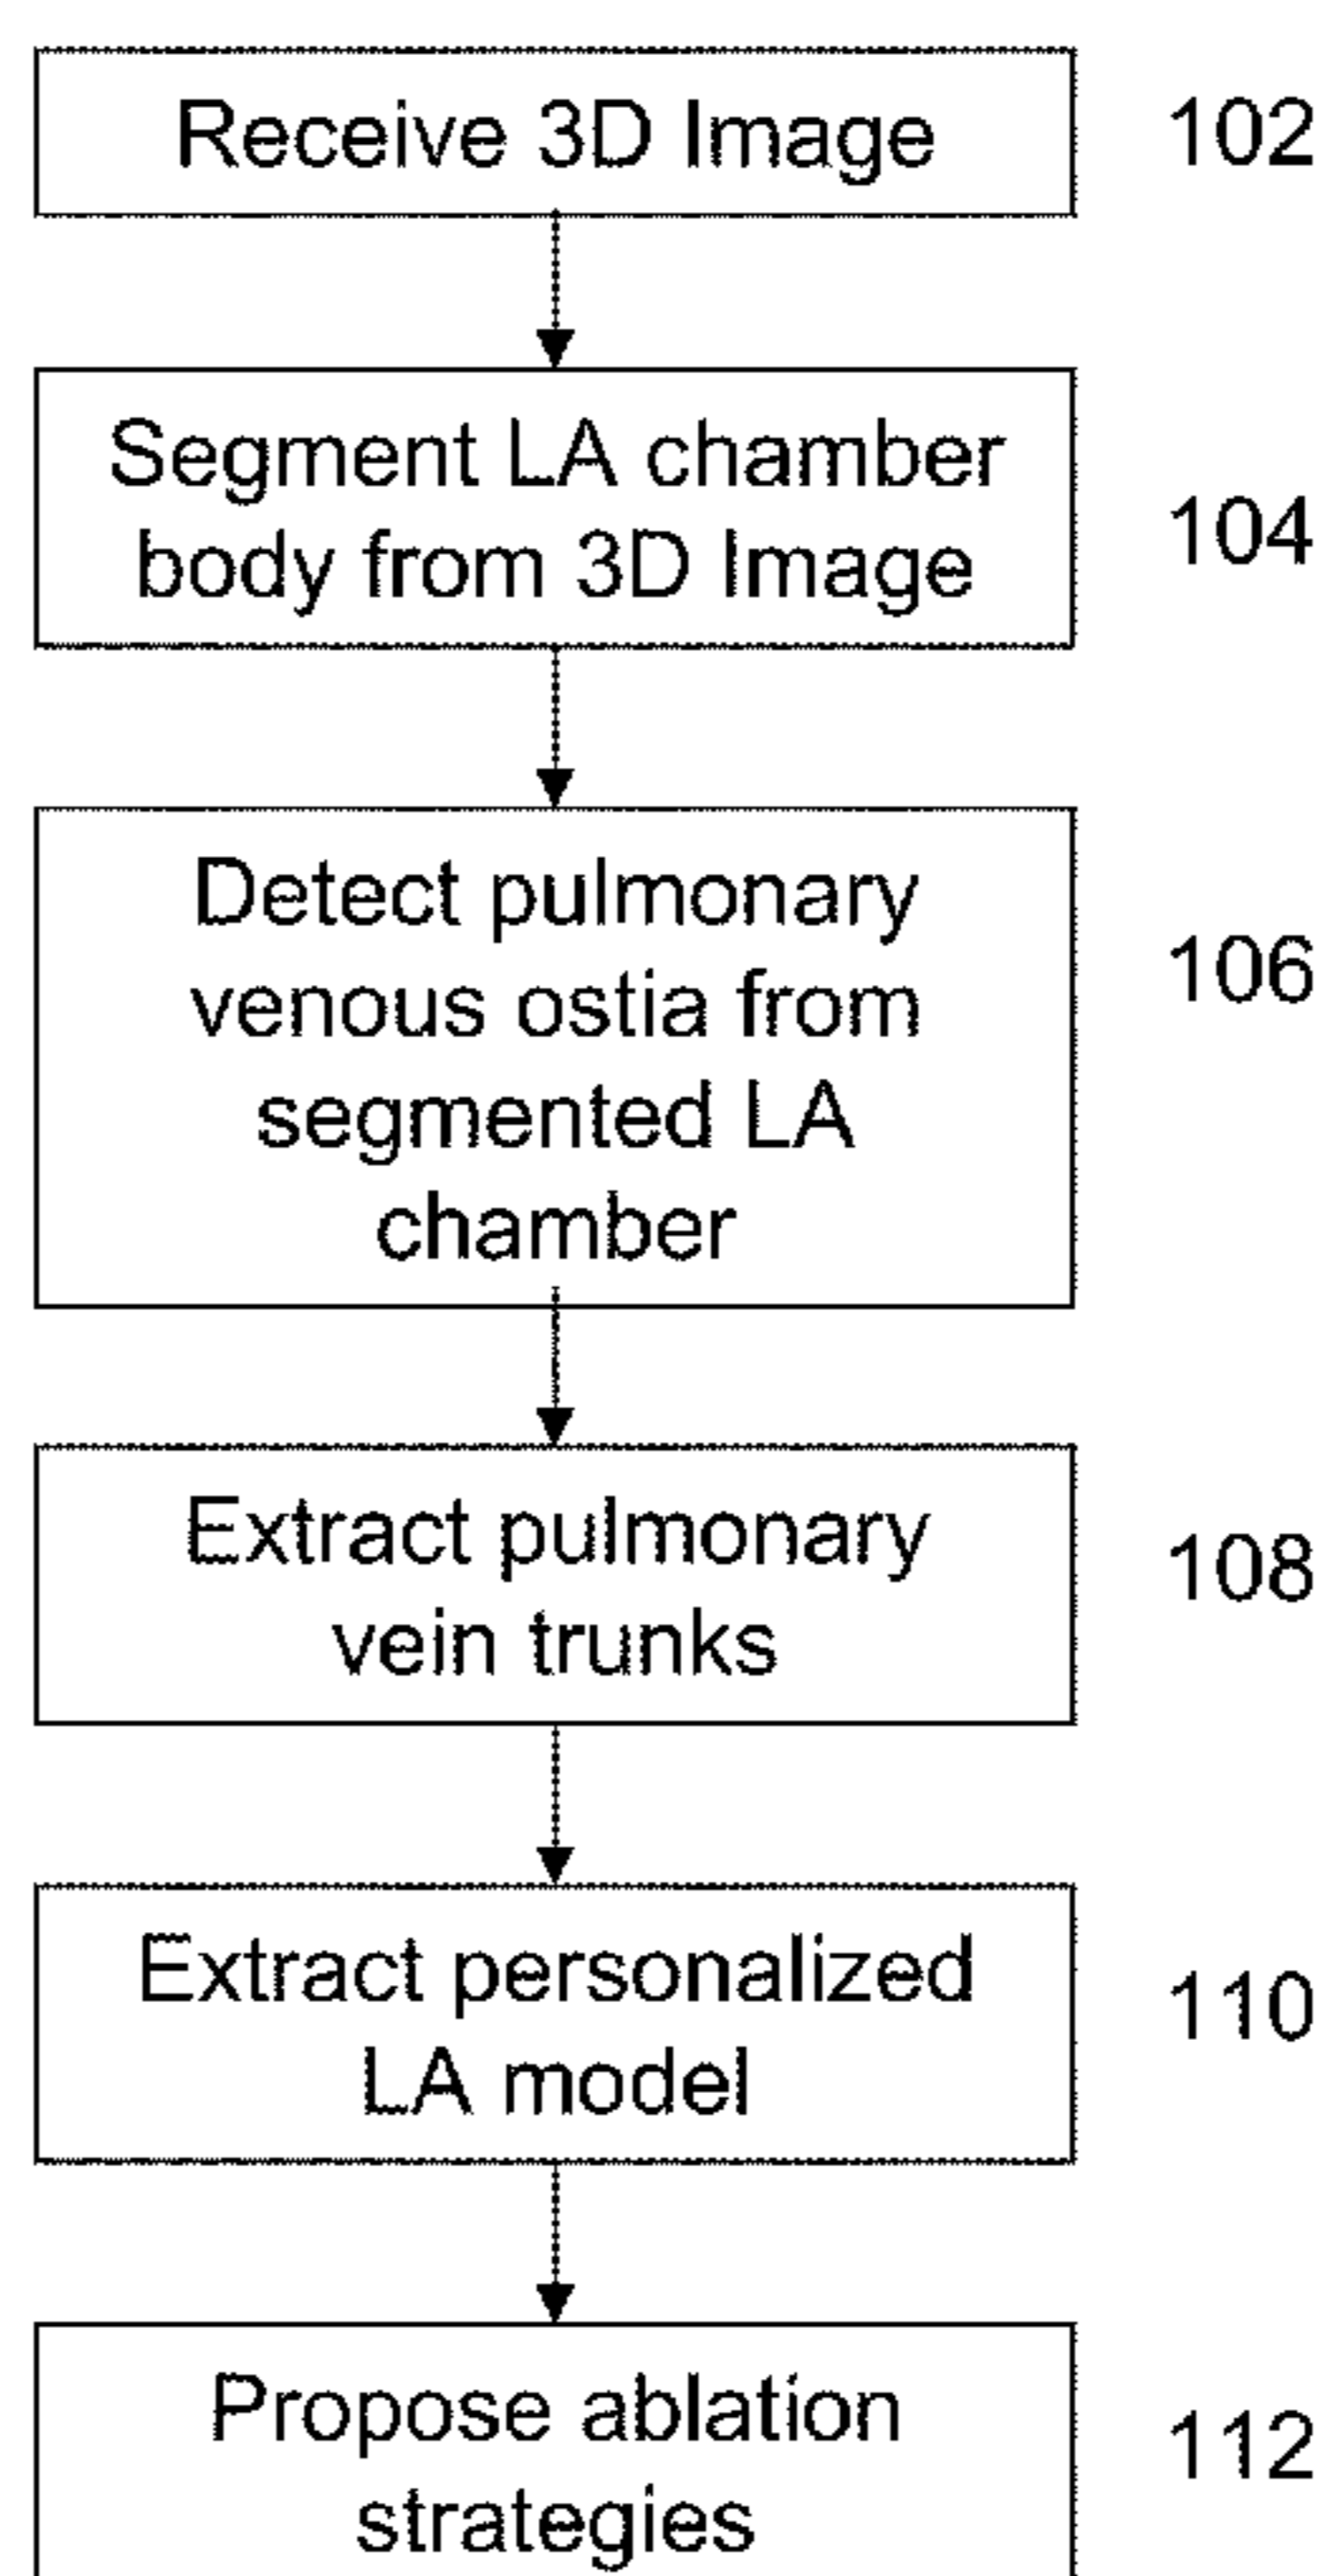 Receive 3D Image 102
Segment LA chamber
body from 3D Image
104
Detect pulmonary
venous ostia from
segmented LA
chamber
106
Extract pulmonary
vein trunks
108
Extract personalized
LA model
110
Propose ablation
strategies
112